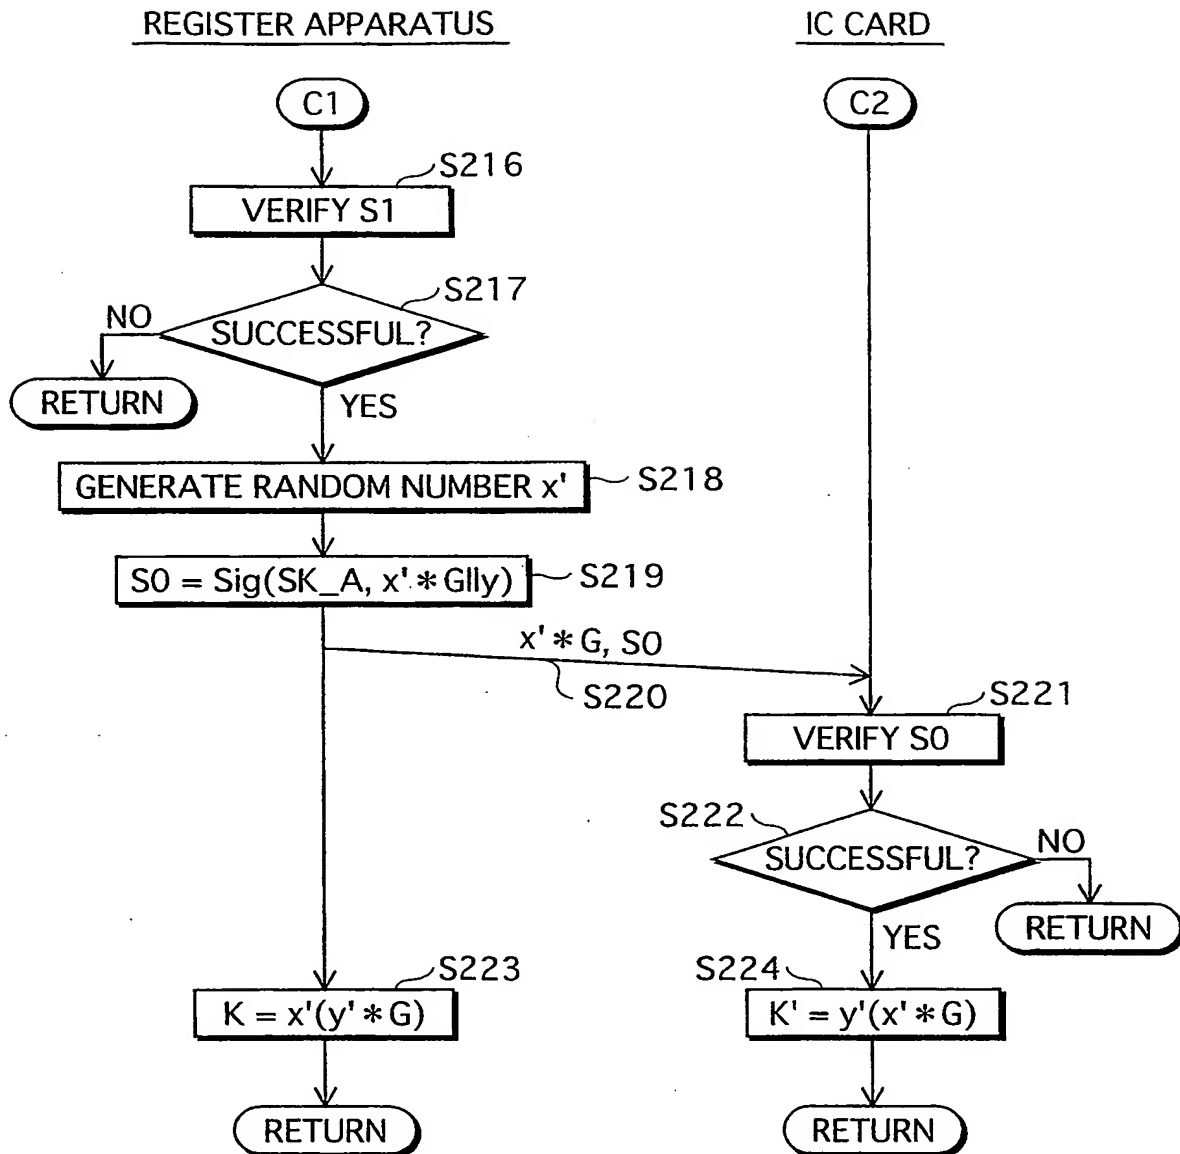 REGISTER APPARATUS
IC CARD
C1
C2
S216
VERIFY S1
S217
NO
SUCCESSFUL?
RETURN
YES
GENERATE RANDOM NUMBER x'
S218
S0 = Sig(SK_A, x'*G||y)
S219
x'*G, S0
S220
S221
VERIFY S0
S222
SUCCESSFUL?
NO
RETURN
YES
S223
K = x'(y'*G)
S224
K' = y'(x'*G)
RETURN
RETURN